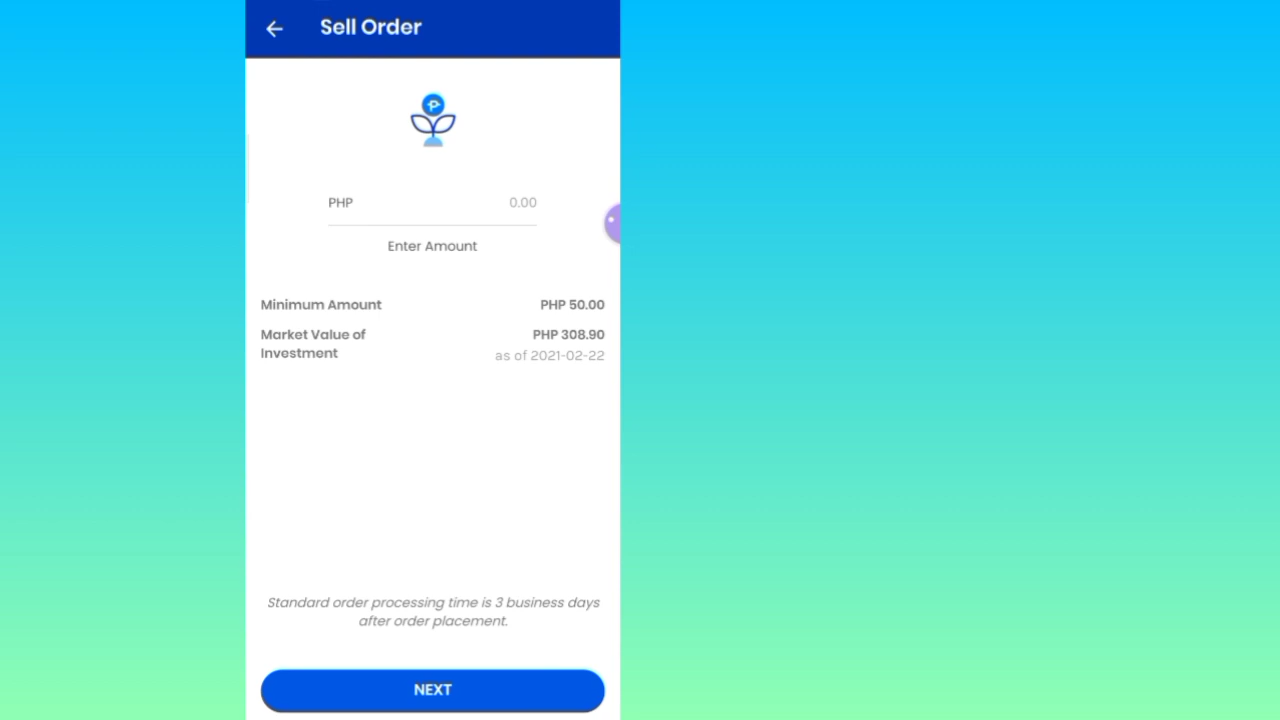 Sell Order
PHP 0.00
Enter Amount
Minimum Amount PHP 50.00
Market Value of PHP 308.90
Investment as of 2021-02-22
Standard order processing time is 3 business days
after order placement.
NEXT